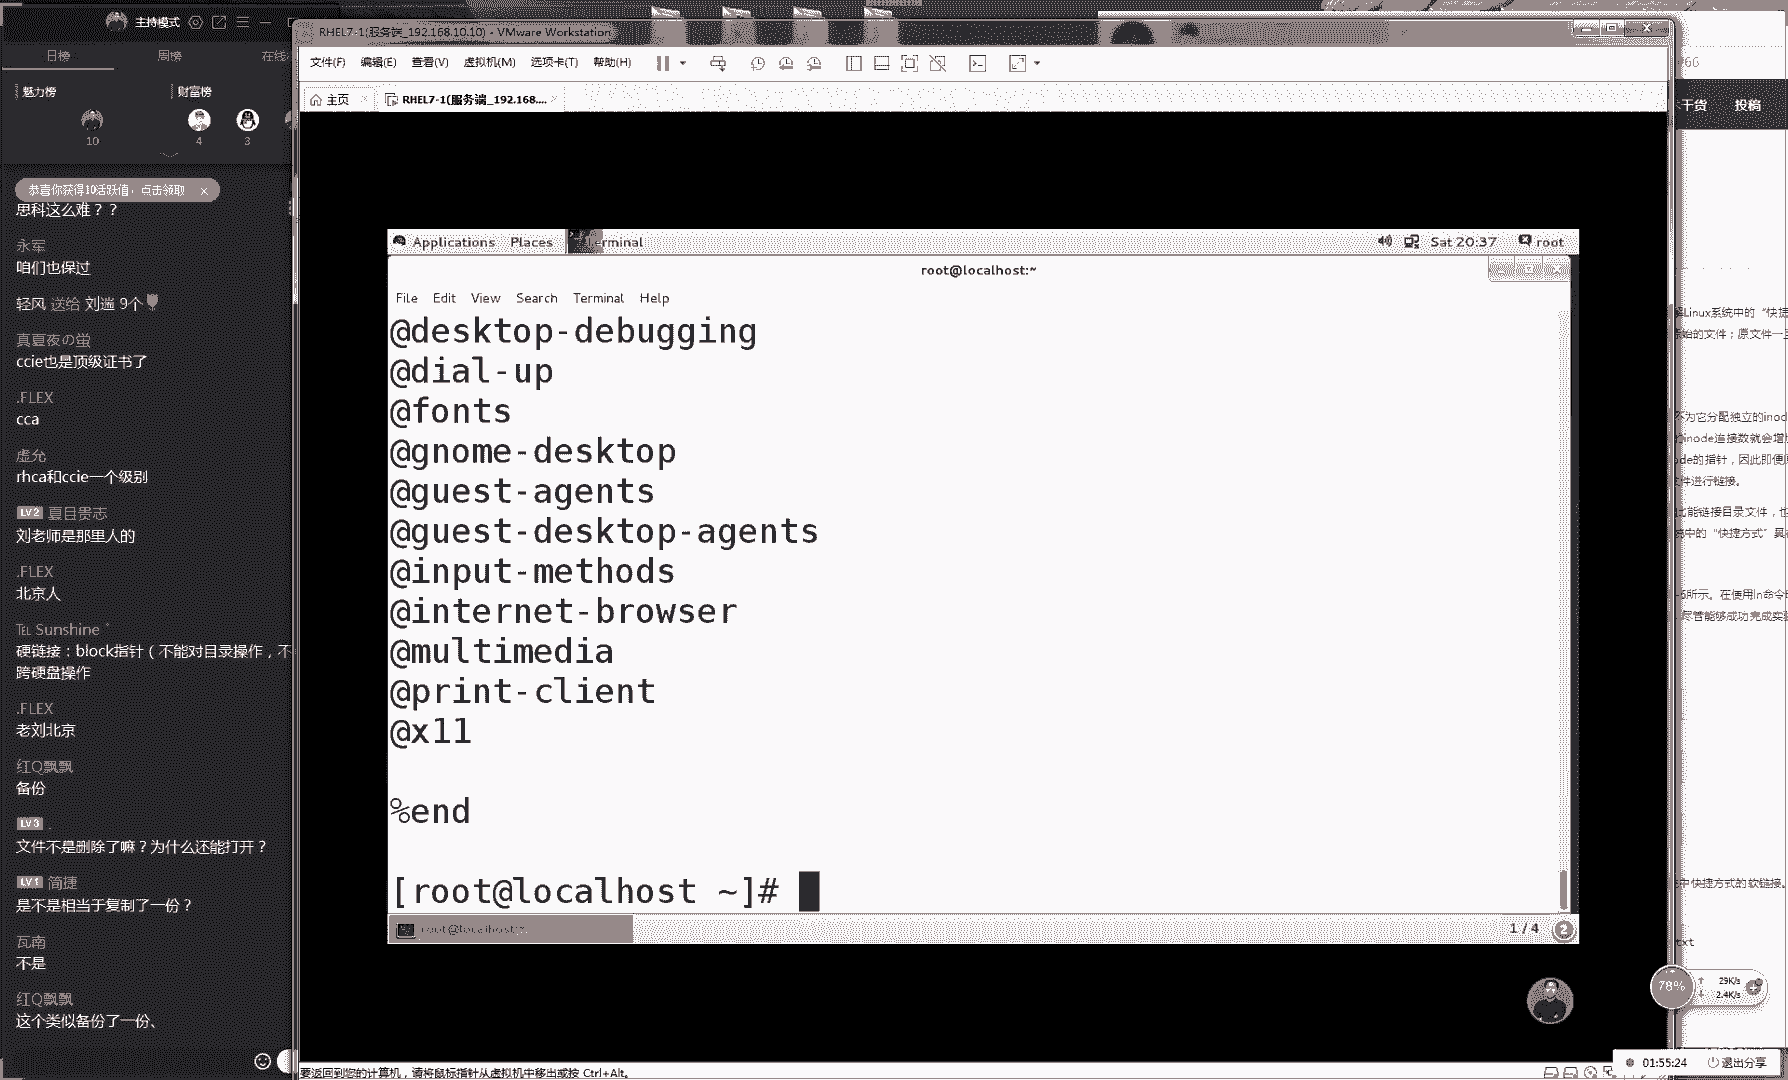 主持模式
日榜 周榜 在线
魅力榜 财富榜
10 4 3
恭喜你获得10活跃值，点击领取 ×
思科这么难？？
永军
咱们也保过
轻风 送给 刘遄 9个
真夏夜の蛍
ccie也是顶级证书了
.FLEX
cca
虚允
rhca和ccie一个级别
LV2 夏目贵志
刘老师是那里人的
.FLEX
北京人
℡ Sunshine
硬链接：block指针（不能对目录操作，不
跨硬盘操作
.FLEX
老刘北京
红Q飘飘
备份
LV3 .
文件不是删除了嘛？为什么还能打开？
LV1 简捷
是不是相当于复制了一份？
瓦南
不是
红Q飘飘
这个类似备份了一份、
RHEL7-1(服务端_192.168.10.10) - VMware Workstation
文件(F) 编辑(E) 查看(V) 虚拟机(M) 选项卡(T) 帮助(H)
主页 × RHEL7-1(服务端_192.168.... ×
Applications Places Terminal Sat 20:37 root
root@localhost:~
File Edit View Search Terminal Help
@desktop-debugging
@dial-up
@fonts
@gnome-desktop
@guest-agents
@guest-desktop-agents
@input-methods
@internet-browser
@multimedia
@print-client
@x11
%end
[root@localhost ~]#
root@localhost:~ 1 / 4 2
要返回到您的计算机，请将鼠标指针从虚拟机中移出或按 Ctrl+Alt。
66
干货 投稿
Linux系统中的“快捷
始的文件；原文件一旦
不为它分配独立的inod
inode连接数就会增
de的指针，因此即便
件进行链接。
能链接目录文件，也
中的“快捷方式”具
-6所示。在使用ln命令
尽管能够成功完成实
中快捷方式的软链接。
txt
78% 29K/s
2.4K/s
01:55:24 退出分享